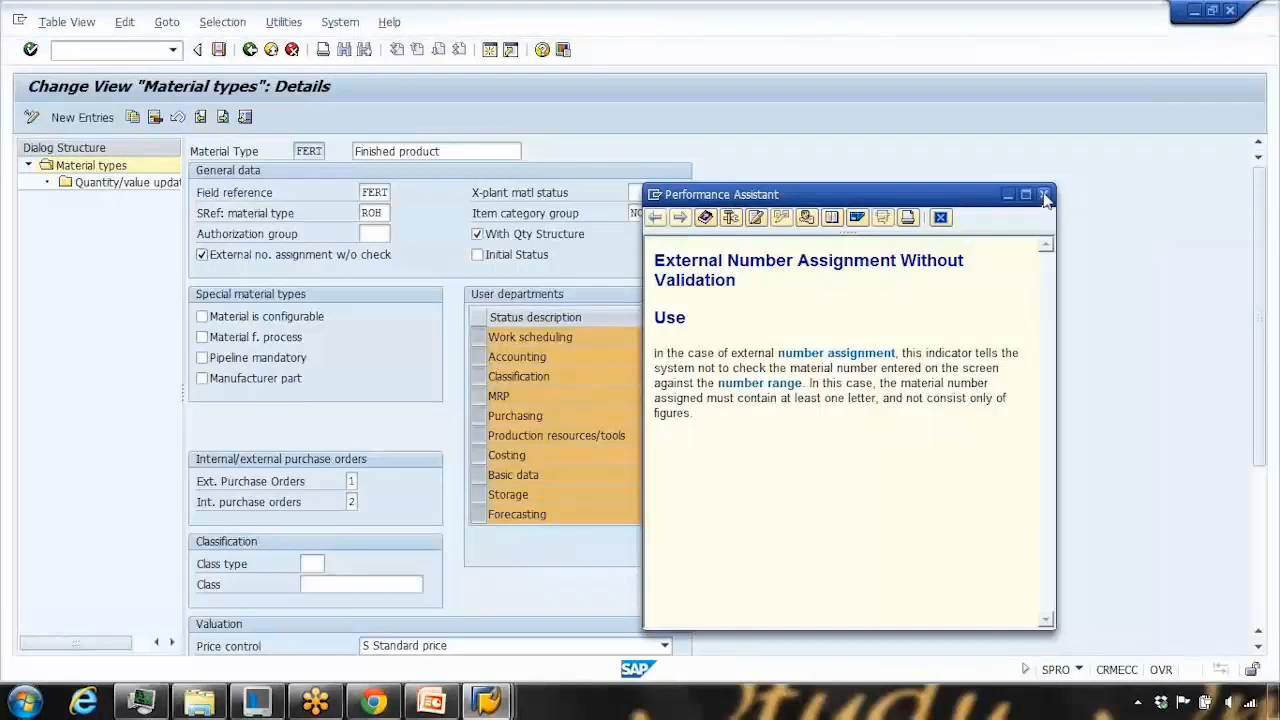 Table View Edit Goto Selection Utilities System Help
Change View "Material types": Details
New Entries
Dialog Structure
Material types
Quantity/value updat
Material Type FERT Finished product
General data
Field reference FERT X-plant matl status
SRef: material type ROH Item category group NO
Authorization group With Qty Structure
External no. assignment w/o check Initial Status
Special material types
Material is configurable
Material f. process
Pipeline mandatory
Manufacturer part
User departments
Status description
Work scheduling
Accounting
Classification
MRP
Purchasing
Production resources/tools
Costing
Basic data
Storage
Forecasting
Internal/external purchase orders
Ext. Purchase Orders 1
Int. purchase orders 2
Classification
Class type
Class
Valuation
Price control S Standard price
Performance Assistant
External Number Assignment Without
Validation
Use
In the case of external number assignment, this indicator tells the
system not to check the material number entered on the screen
against the number range. In this case, the material number
assigned must contain at least one letter, and not consist only of
figures.
SAP
SPRO CRMECC OVR